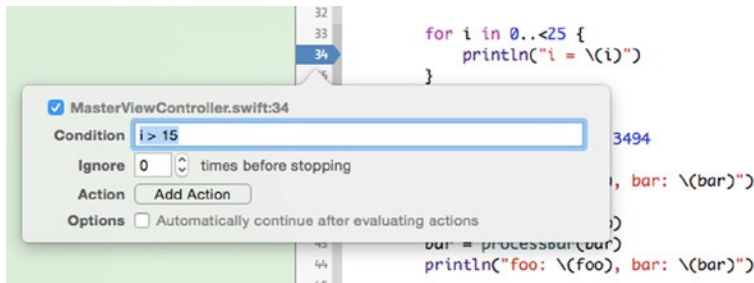 32
33 for i in 0..<25 {
34 println("i = \(i)")
}
MasterViewController.swift:34
Condition i > 15
3494
Ignore 0 times before stopping
, bar: \(bar)")
Action Add Action
Options Automatically continue after evaluating actions
)
43 bar = processBar(bar)
44 println("foo: \(foo), bar: \(bar)")